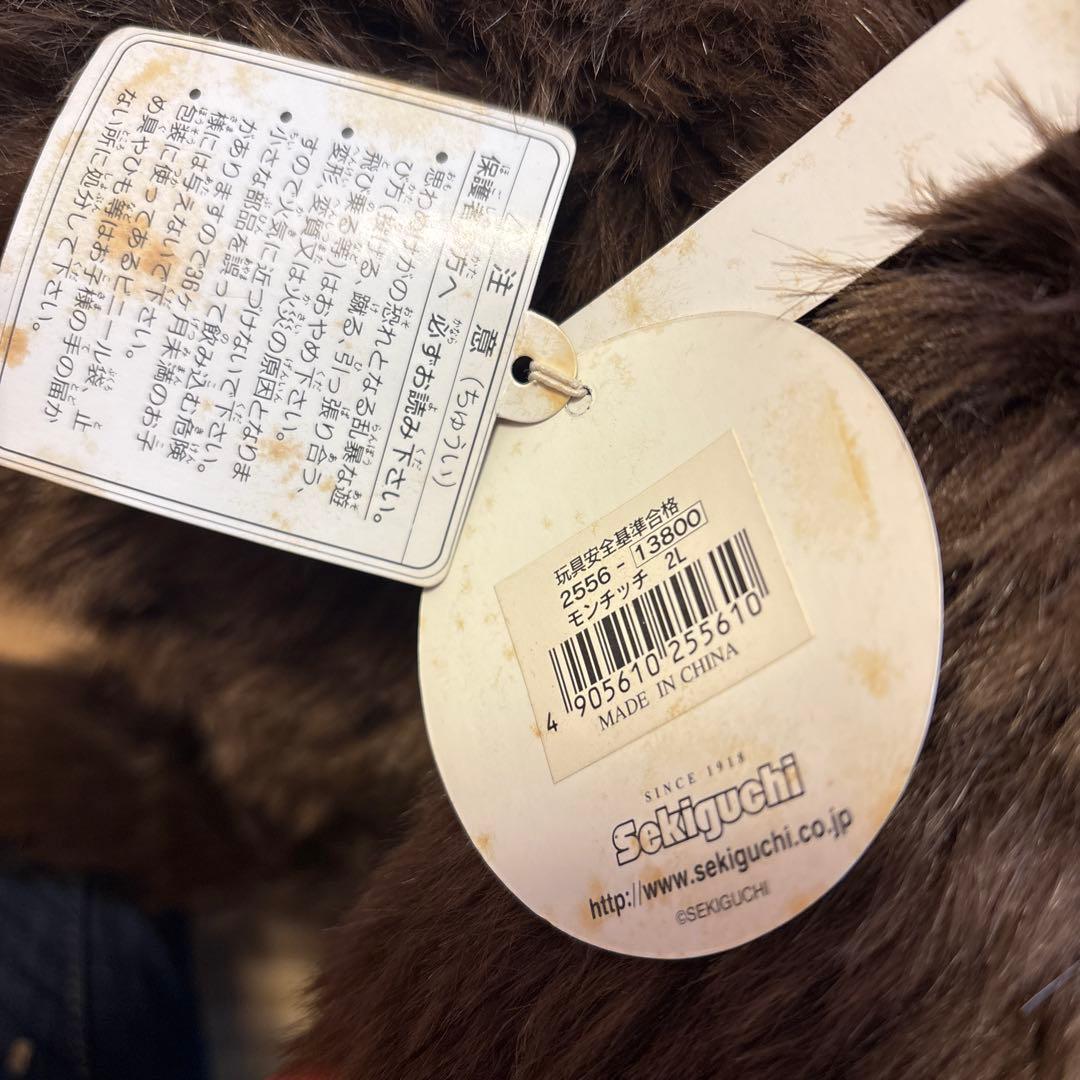 注意（ちゅうい）
保護者の方へ 必ずお読み下さい。
•思わぬけがの恐れとなる乱暴な遊
び方（投げる、蹴る、引っ張り合う、
飛び乗る等）はおやめ下さい。
•変形、変質又は火災の原因となりま
すので火気に近づけないで下さい。
•小さな部品を誤って飲み込む危険
がありますので36ヶ月未満のお子
様には与えないで下さい。
•包装に使ってあるビニール袋、止
め具やひも等はお子様の手の届か
ない所に処分して下さい。
玩具安全基準合格
2556-13800
モンチッチ 2L
4 905610 255610
MADE IN CHINA
SINCE 1918
Sekiguchi
http://www.sekiguchi.co.jp
©SEKIGUCHI